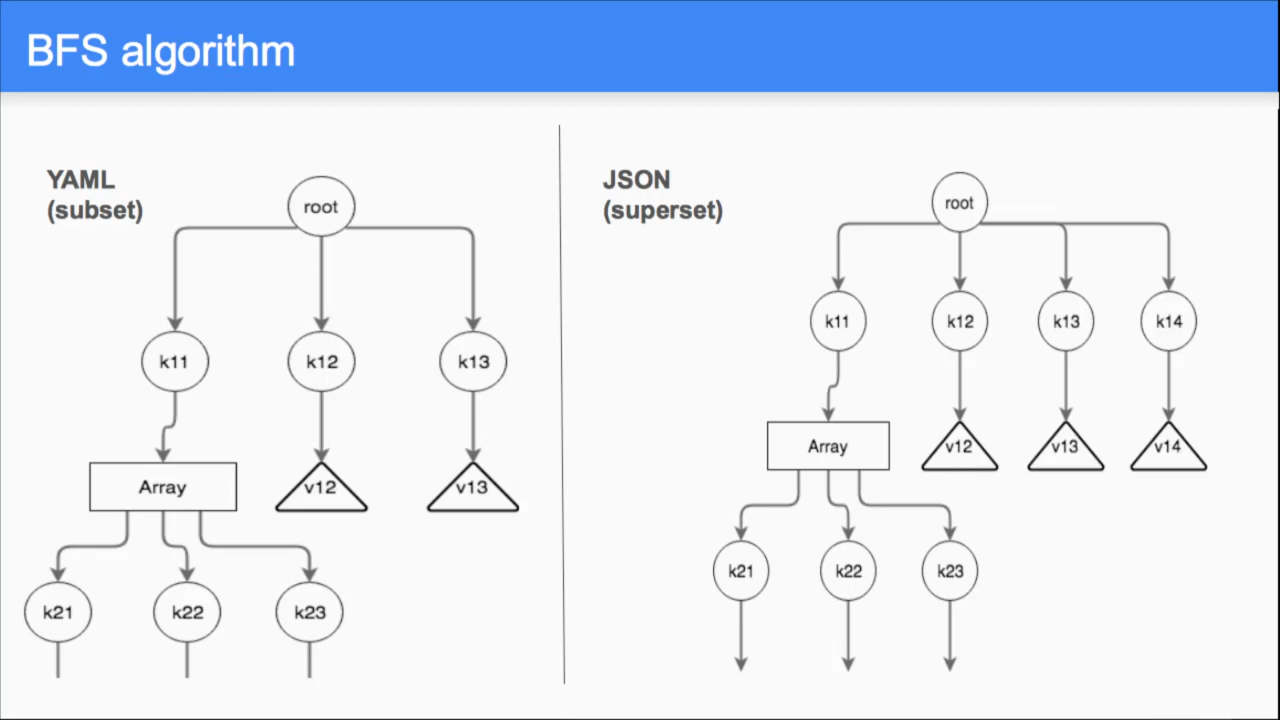 BFS algorithm
YAML
(subset)
root
k11
k12
k13
Array
v12
v13
k21
k22
k23
JSON
(superset)
root
k11
k12
k13
k14
Array
v12
v13
v14
k21
k22
k23